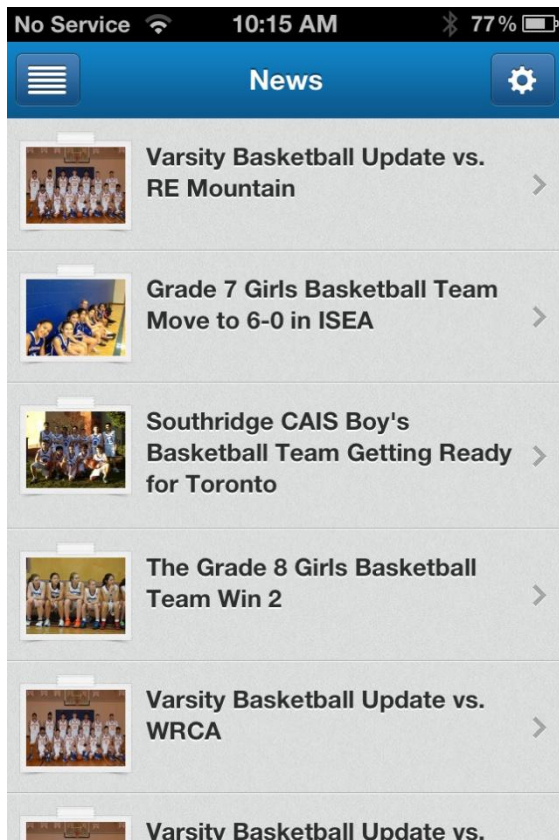 No Service 10:15 AM 77%
News
Varsity Basketball Update vs.
RE Mountain
Grade 7 Girls Basketball Team
Move to 6-0 in ISEA
Southridge CAIS Boy's
Basketball Team Getting Ready
for Toronto
The Grade 8 Girls Basketball
Team Win 2
Varsity Basketball Update vs.
WRCA
Varsity Basketball Update vs.